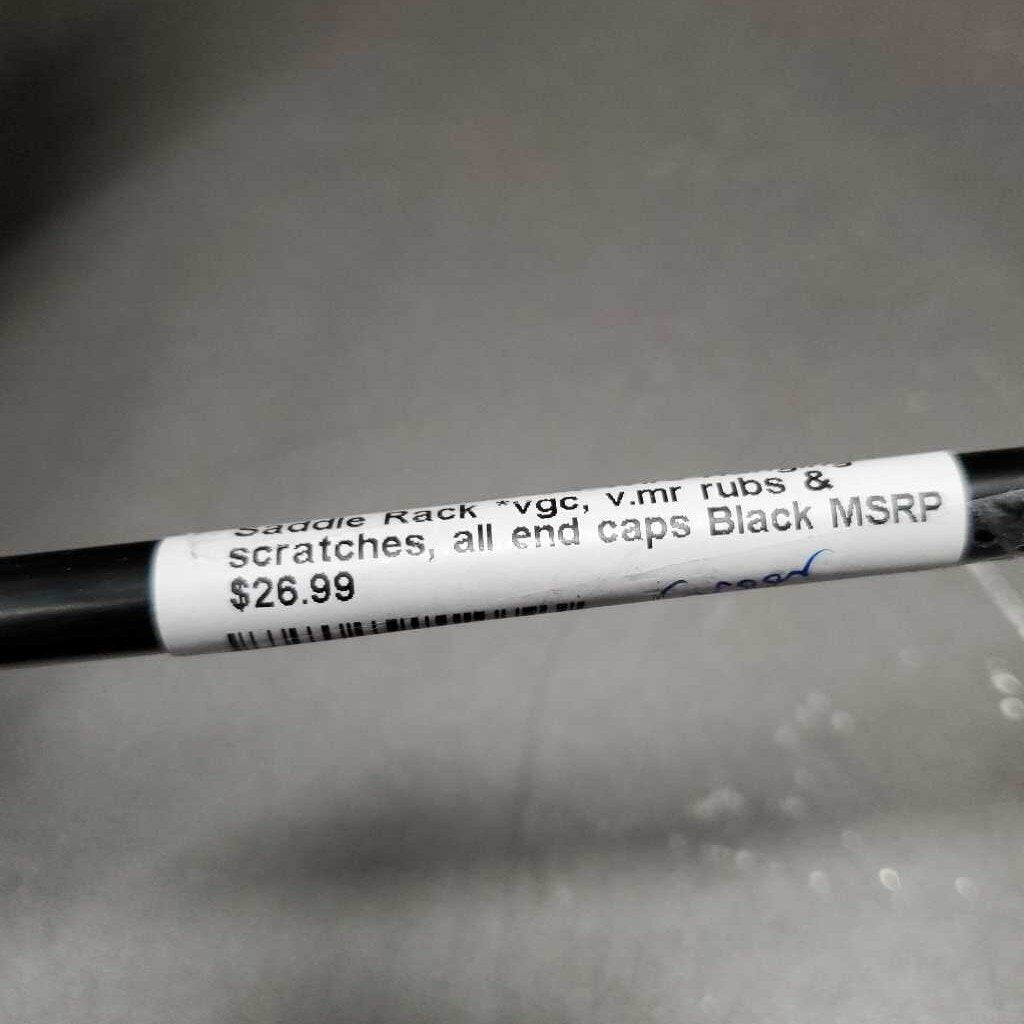 Saddle Rack *vgc, v.mr rubs &
scratches, all end caps Black MSRP
$26.99